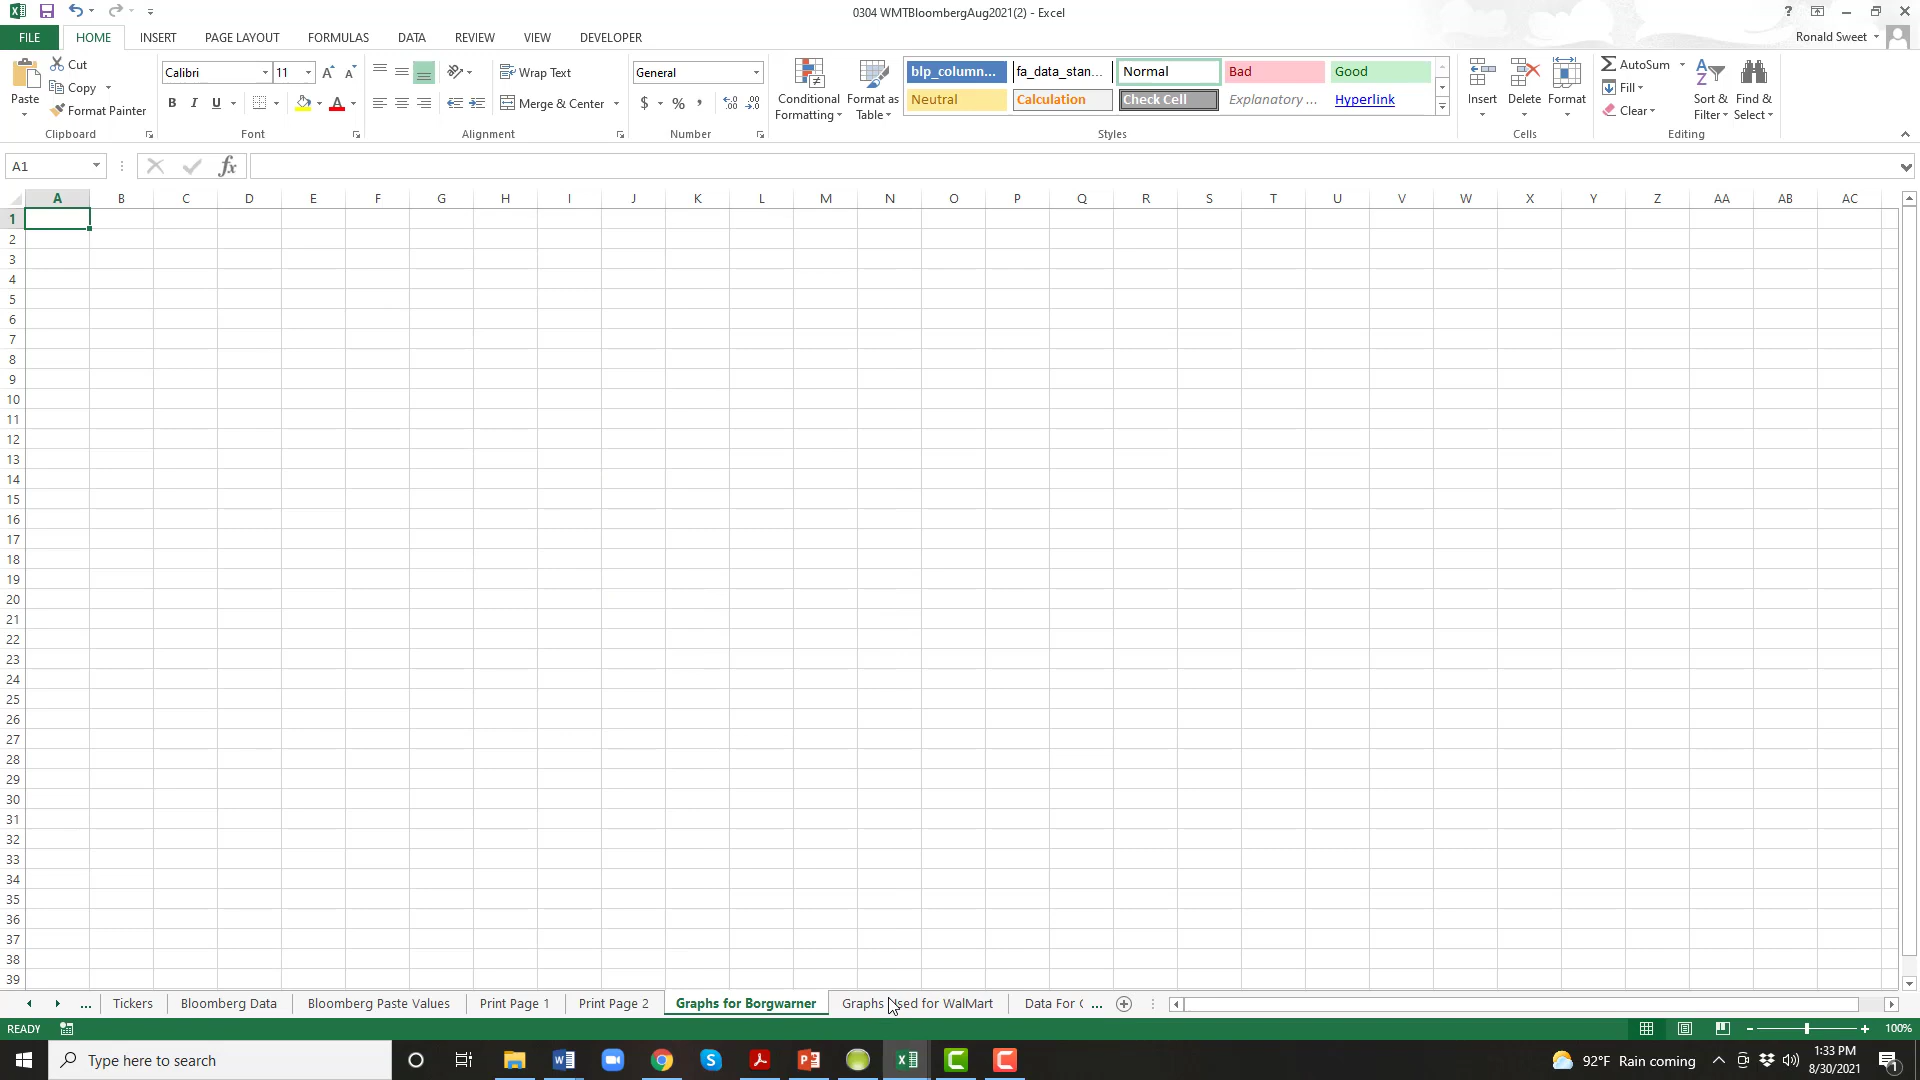 0304 WMTBloombergAug2021(2) - Excel
?
FILE HOME INSERT PAGE LAYOUT FORMULAS DATA REVIEW VIEW DEVELOPER Ronald Sweet
Paste Cut Copy Format Painter Clipboard
Calibri 11 A A B I U A Font
Wrap Text Merge & Center Alignment
General $ % , .0 .00 Number
Conditional Formatting Format as Table
blp_column... fa_data_stan... Normal Bad Good
Neutral Calculation Check Cell Explanatory ... Hyperlink
Styles
Insert Delete Format Cells
AutoSum Fill Clear Sort & Filter Find & Select Editing
A1 fx
A B C D E F G H I J K L M N O P Q R S T U V W X Y Z AA AB AC
1
2
3
4
5
6
7
8
9
10
11
12
13
14
15
16
17
18
19
20
21
22
23
24
25
26
27
28
29
30
31
32
33
34
35
36
37
38
39
... Tickers Bloomberg Data Bloomberg Paste Values Print Page 1 Print Page 2 Graphs for Borgwarner Graphs Used for WalMart Data For ...
READY 100%
Type here to search 92°F Rain coming 1:33 PM
8/30/2021
1